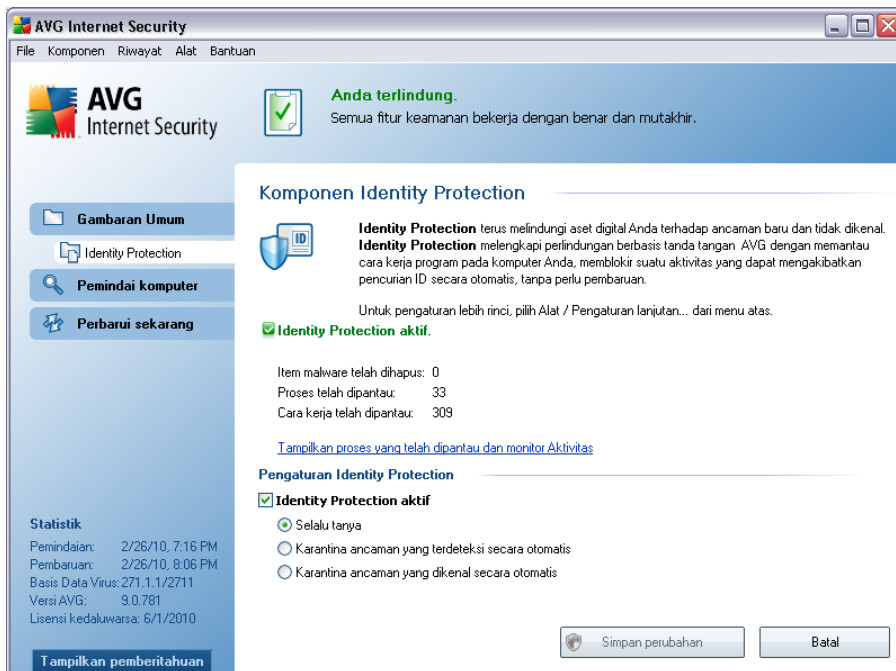 AVG Internet Security
File Komponen Riwayat Alat Bantuan
AVG
Internet Security
Anda terlindung.
Semua fitur keamanan bekerja dengan benar dan mutakhir.
Gambaran Umum
Identity Protection
Pemindai komputer
Perbarui sekarang
Komponen Identity Protection
ID
Identity Protection terus melindungi aset digital Anda terhadap ancaman baru dan tidak dikenal.
Identity Protection melengkapi perlindungan berbasis tanda tangan AVG dengan memantau
cara kerja program pada komputer Anda, memblokir suatu aktivitas yang dapat mengakibatkan
pencurian ID secara otomatis, tanpa perlu pembaruan.
Untuk pengaturan lebih rinci, pilih Alat / Pengaturan lanjutan... dari menu atas.
Identity Protection aktif.
Item malware telah dihapus: 0
Proses telah dipantau: 33
Cara kerja telah dipantau: 309
Tampilkan proses yang telah dipantau dan monitor Aktivitas
Pengaturan Identity Protection
Identity Protection aktif
Selalu tanya
Karantina ancaman yang terdeteksi secara otomatis
Karantina ancaman yang dikenal secara otomatis
Statistik
Pemindaian: 2/26/10, 7:16 PM
Pembaruan: 2/26/10, 8:06 PM
Basis Data Virus: 271.1.1/2711
Versi AVG: 9.0.781
Lisensi kedaluwarsa: 6/1/2010
Tampilkan pemberitahuan
Simpan perubahan
Batal